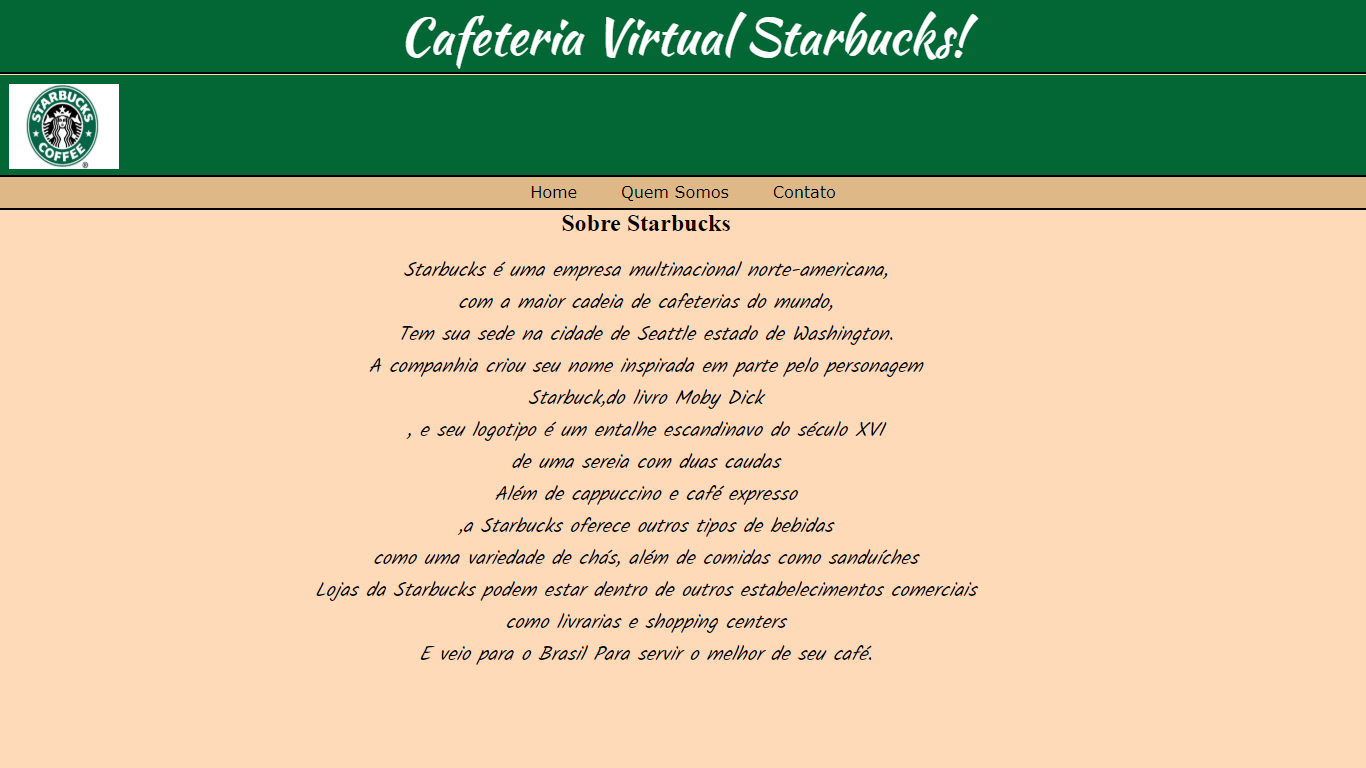 Cafeteria Virtual Starbucks!
STARBUCKS
COFFEE
®
Home Quem Somos Contato
Sobre Starbucks
Starbucks é uma empresa multinacional norte-americana,
com a maior cadeia de cafeterias do mundo,
Tem sua sede na cidade de Seattle estado de Washington.
A companhia criou seu nome inspirada em parte pelo personagem
Starbuck,do livro Moby Dick
, e seu logotipo é um entalhe escandinavo do século XVI
de uma sereia com duas caudas
Além de cappuccino e café expresso
,a Starbucks oferece outros tipos de bebidas
como uma variedade de chás, além de comidas como sanduíches
Lojas da Starbucks podem estar dentro de outros estabelecimentos comerciais
como livrarias e shopping centers
E veio para o Brasil Para servir o melhor de seu café.